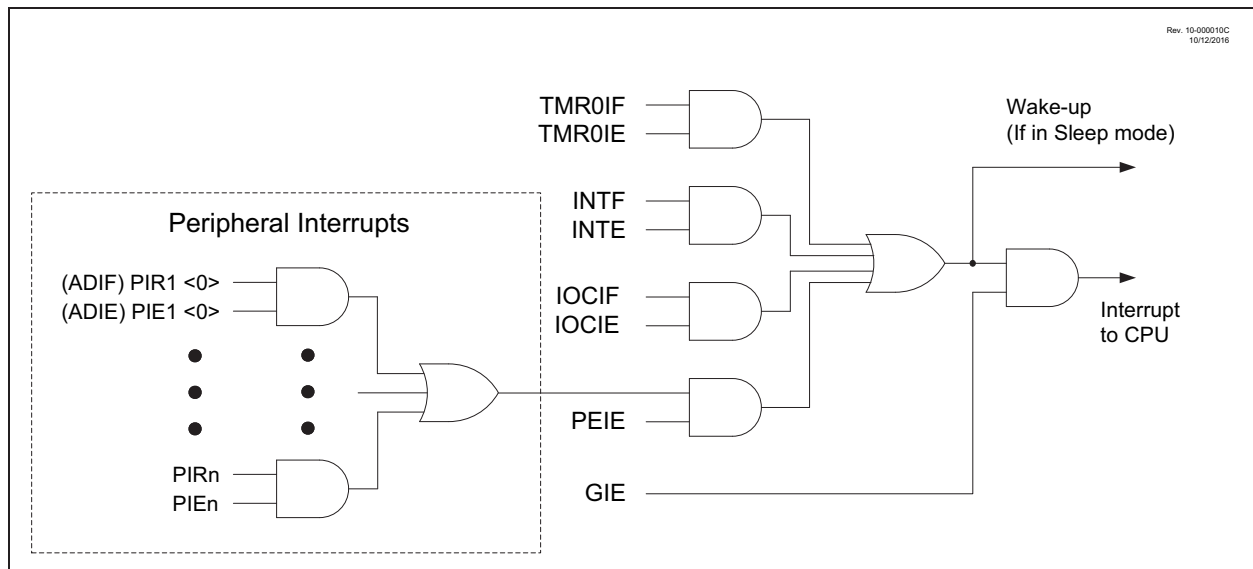 Rev. 10-000010C
10/12/2016
TMR0IF
TMR0IE
Wake-up
(If in Sleep mode)
INTF
INTE
Peripheral Interrupts
(ADIF) PIR1 <0>
(ADIE) PIE1 <0>
IOCIF
IOCIE
Interrupt
to CPU
PEIE
PIRn
PIEn
GIE